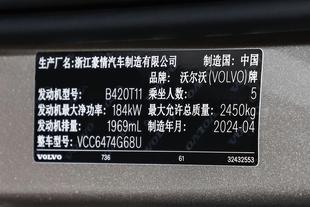 生产厂名:浙江豪情汽车制造有限公司 制造国:中国
品牌:沃尔沃(VOLVO)牌
发动机型号: B420T11 乘坐人数: 5
发动机最大净功率: 184kW 最大允许总质量: 2450kg
发动机排量: 1969mL 制造年月: 2024-04
整车型号: VCC6474G68U
VOLVO 736 61 32432553